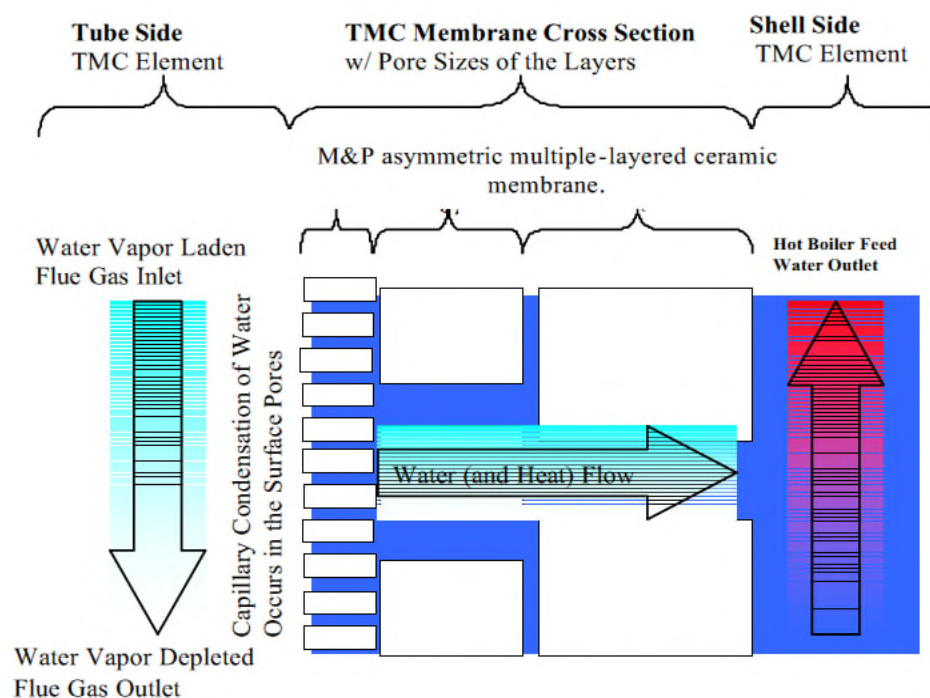 Tube Side
TMC Element
TMC Membrane Cross Section
w/ Pore Sizes of the Layers
Shell Side
TMC Element
M&P asymmetric multiple-layered ceramic
membrane.
Water Vapor Laden
Flue Gas Inlet
Capillary Condensation of Water
Occurs in the Surface Pores
Water (and Heat) Flow
Hot Boiler Feed
Water Outlet
Water Vapor Depleted
Flue Gas Outlet